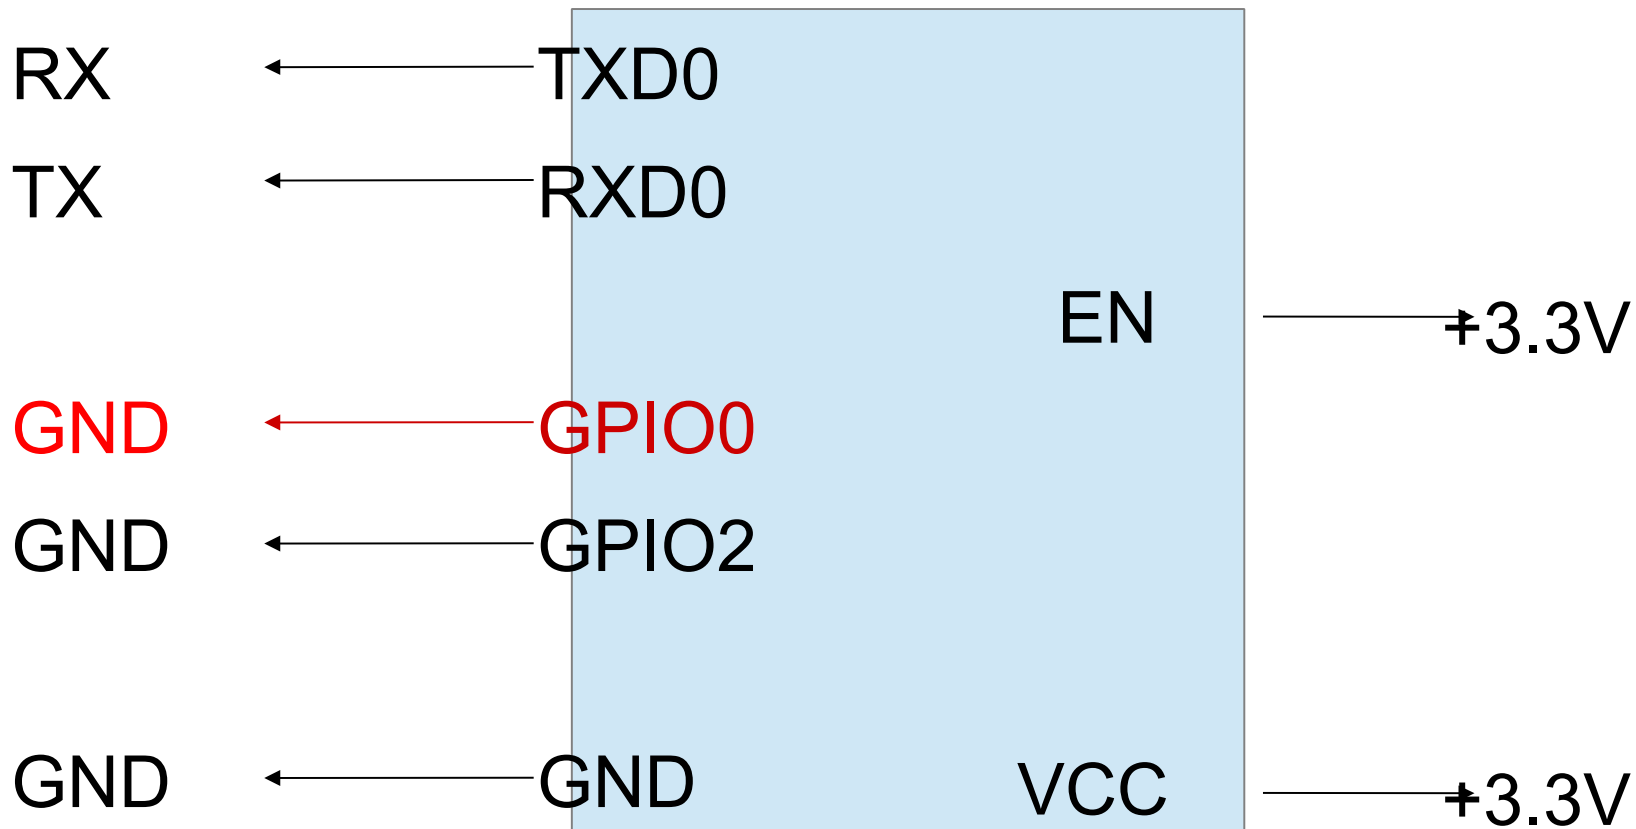 RX TXD0
TX RXD0
EN +3.3V
GND GPIO0
GND GPIO2
GND GND VCC +3.3V